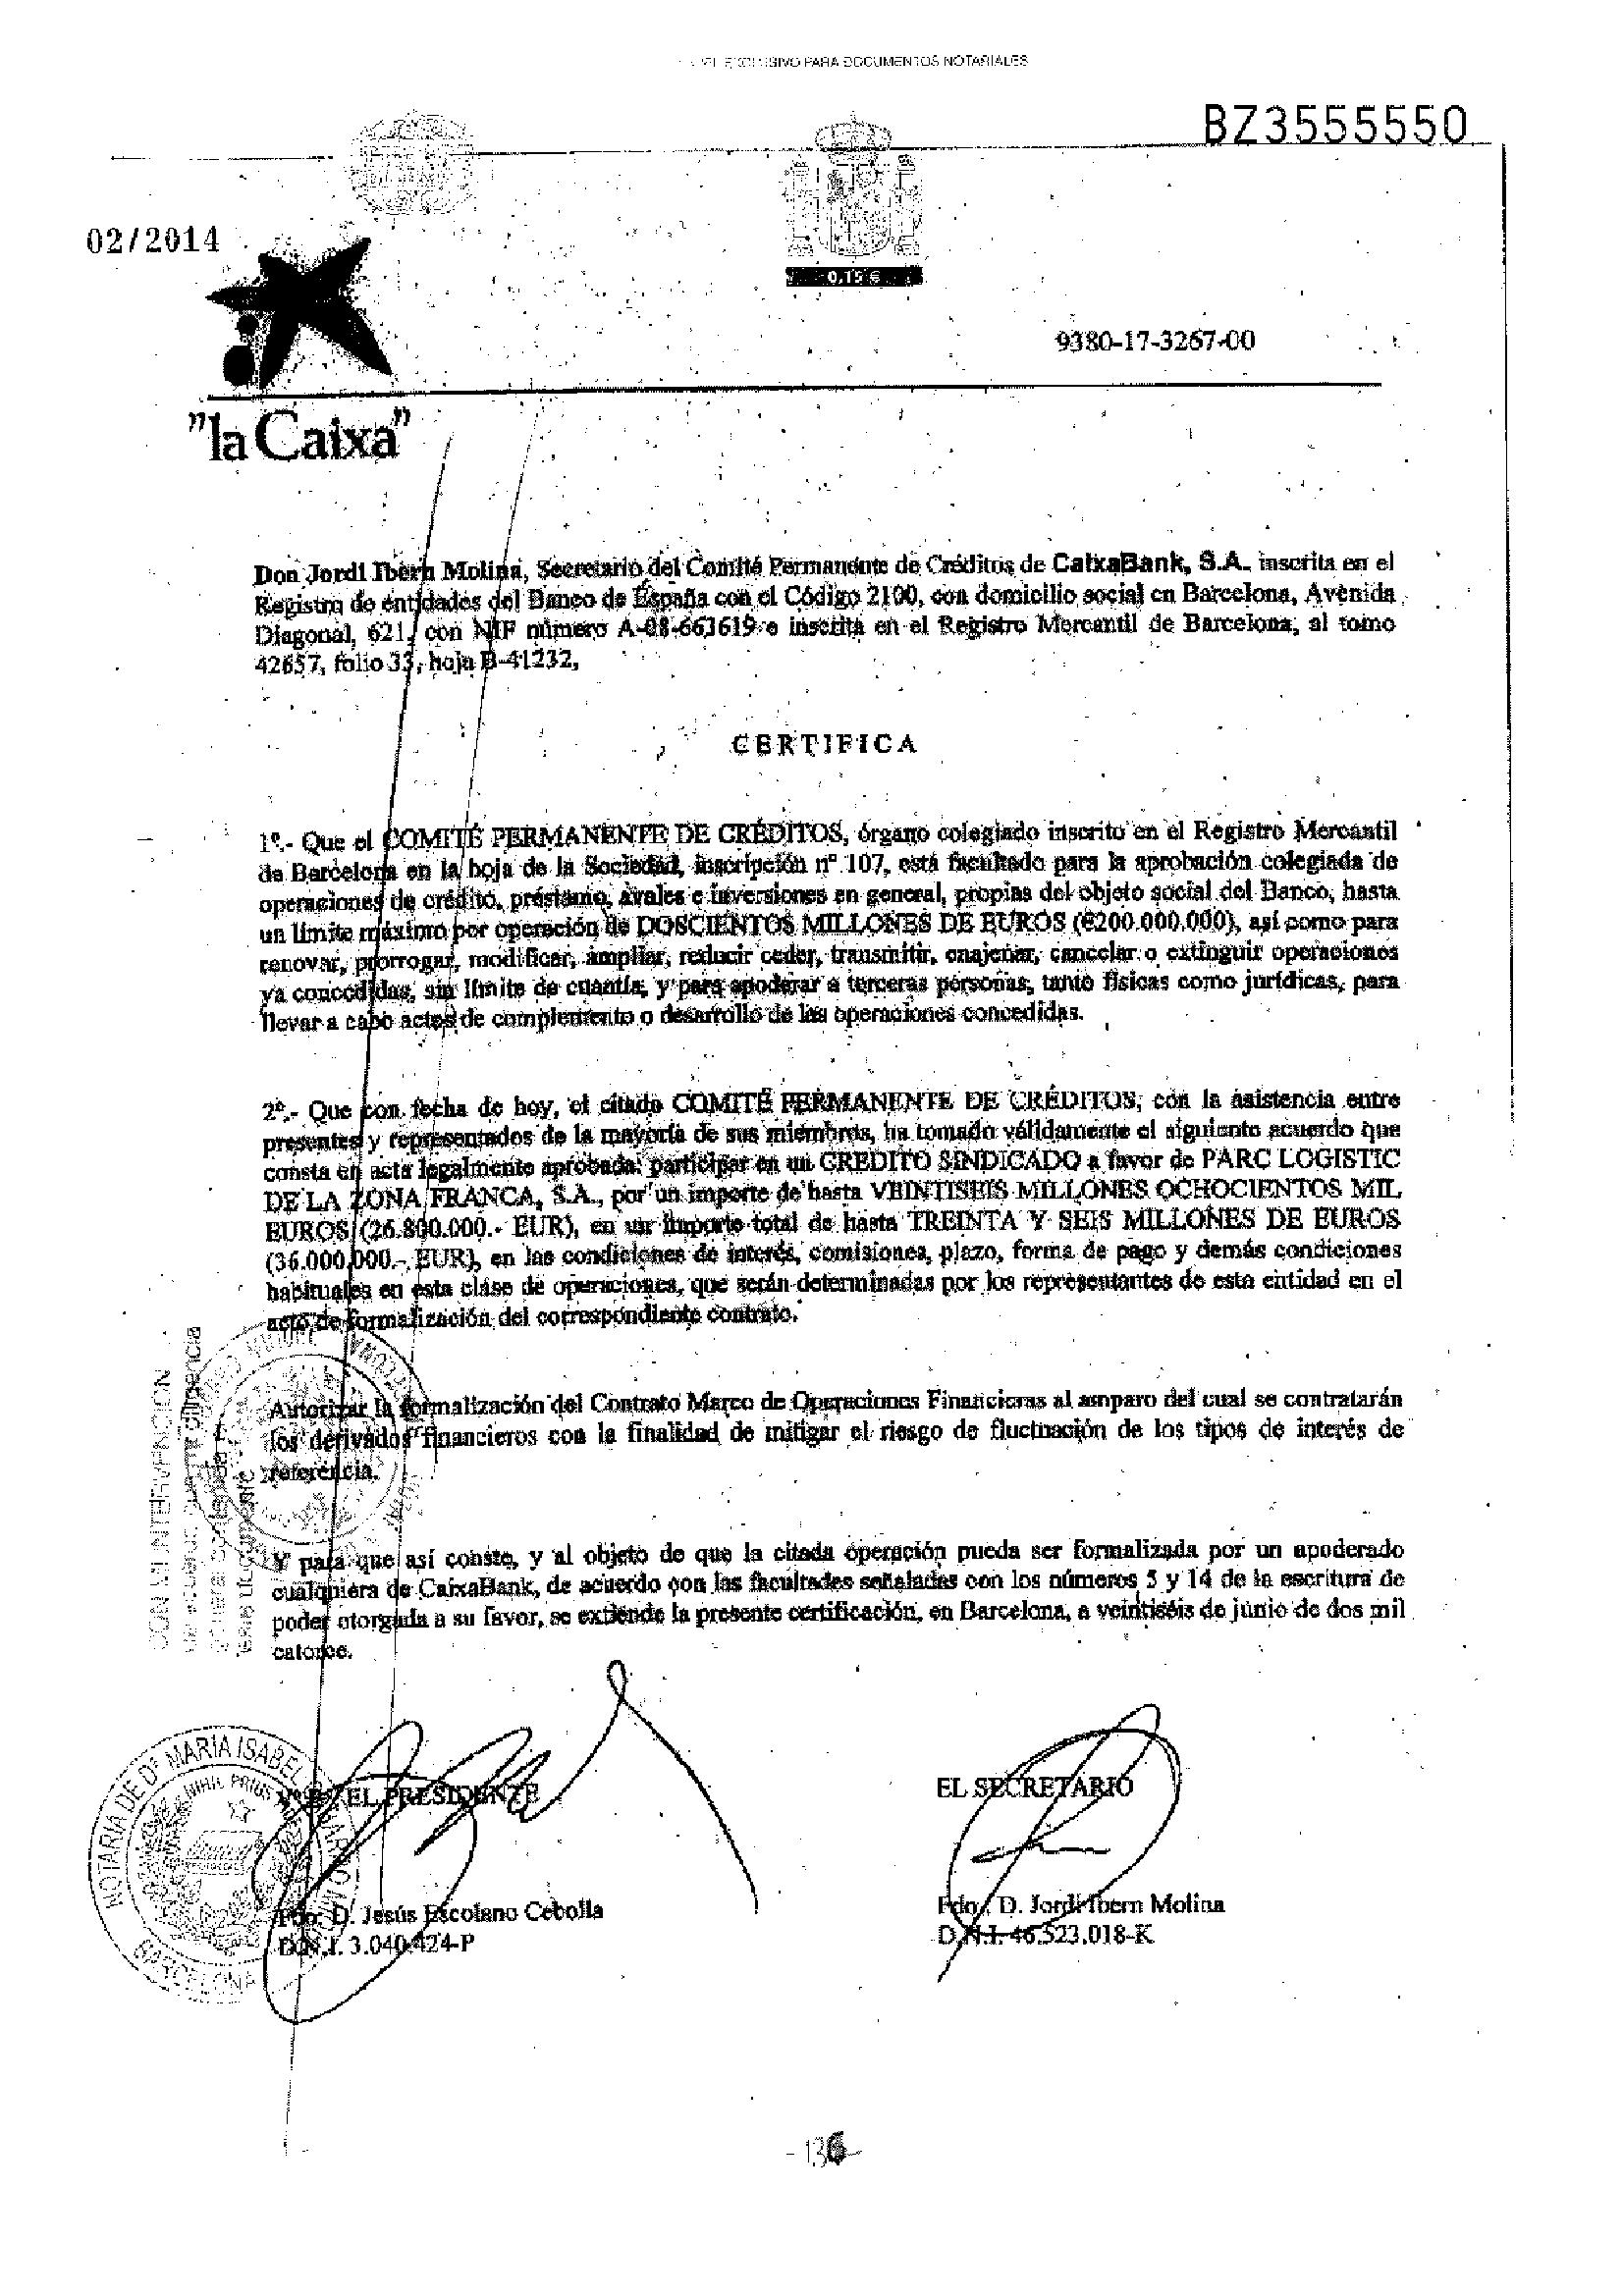 EXCLUSIVO PARA DOCUMENTOS NOTARIALES
BZ3555550
02/2014
0,15 €
9380-17-3267-00
"la Caixa"
Don Jordi Ibern Molina, Secretario del Comité Permanente de Créditos de CaixaBank, S.A. inscrita en el
Registro de entidades del Banco de España con el Código 2100, con domicilio social en Barcelona, Avenida
Diagonal, 621, con NIF número A-08-663619 e inscrita en el Registro Mercantil de Barcelona, al tomo
42657, folio 33, hoja B-41232,
CERTIFICA
1º.- Que el COMITÉ PERMANENTE DE CRÉDITOS, órgano colegiado inscrito en el Registro Mercantil
de Barcelona en la hoja de la Sociedad, inscripción nº 107, está facultado para la aprobación colegiada de
operaciones de crédito, préstamo, avales e inversiones en general, propias del objeto social del Banco, hasta
un límite máximo por operación de DOSCIENTOS MILLONES DE EUROS (€200.000.000), así como para
renovar, prorrogar, modificar, ampliar, reducir ceder, transmitir, enajenar, cancelar o extinguir operaciones
ya concedidas, sin límite de cuantía, y para apoderar a terceras personas, tanto físicas como jurídicas, para
llevar a cabo actos de complemento o desarrollo de las operaciones concedidas.
2º.- Que con fecha de hoy, el citado COMITÉ PERMANENTE DE CRÉDITOS, con la asistencia entre
presentes y representados de la mayoría de sus miembros, ha tomado válidamente el siguiente acuerdo que
consta en acta legalmente aprobada: participar en un CREDITO SINDICADO a favor de PARC LOGISTIC
DE LA ZONA FRANCA, S.A., por un importe de hasta VEINTISEIS MILLONES OCHOCIENTOS MIL
EUROS (26.800.000.- EUR), en un importe total de hasta TREINTA Y SEIS MILLONES DE EUROS
(36.000.000.- EUR), en las condiciones de interés, comisiones, plazo, forma de pago y demás condiciones
habituales en esta clase de operaciones, que serán determinadas por los representantes de esta entidad en el
acto de formalización del correspondiente contrato.
Autorizar la formalización del Contrato Marco de Operaciones Financieras al amparo del cual se contratarán
los derivados financieros con la finalidad de mitigar el riesgo de fluctuación de los tipos de interés de
referencia.
CON MI INTERVENCION
Y para que así conste, y al objeto de que la citada operación pueda ser formalizada por un apoderado
cualquiera de CaixaBank, de acuerdo con las facultades señaladas con los números 5 y 14 de la escritura de
poder otorgada a su favor, se extiende la presente certificación, en Barcelona, a veintiséis de junio de dos mil
catorce.
NOTARIA DE Dª MARIA ISABEL
NIHIL PRIUS
BARCELONA
Vº Bº EL PRESIDENTE
EL SECRETARIO
Fdo: D. Jesús Escolano Cebolla
D.N.I. 3.040.424-P
Fdo. D. Jordi Ibern Molina
D.N.I. 46.523.018-K
- 136 -